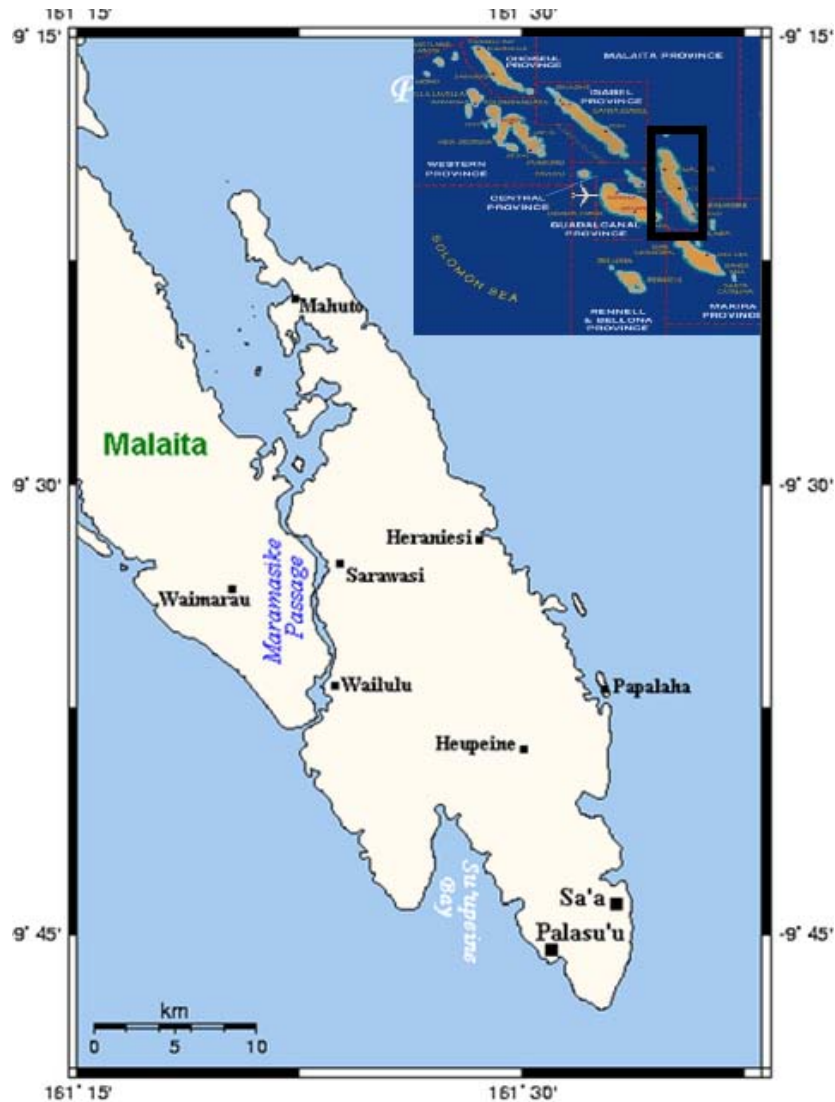 161° 15'
161° 30'
9° 15'
-9° 15'
P
CHOISEUL
PROVINCE
MALAITA PROVINCE
ISABEL
PROVINCE
WESTERN
PROVINCE
CENTRAL
PROVINCE
GUADALCANAL
PROVINCE
SOLOMON SEA
RENNELL
& BELLONA
PROVINCE
MAKIRA
PROVINCE
Mahuto
Malaita
9° 30'
-9° 30'
Heraniesi
Sarawasi
Maramasike
Passage
Waimarau
Wailulu
Papalaha
Heupeine
Su'upeine
Bay
Sa'a
Palasu'u
9° 45'
-9° 45'
km
0 5 10
161° 15'
161° 30'